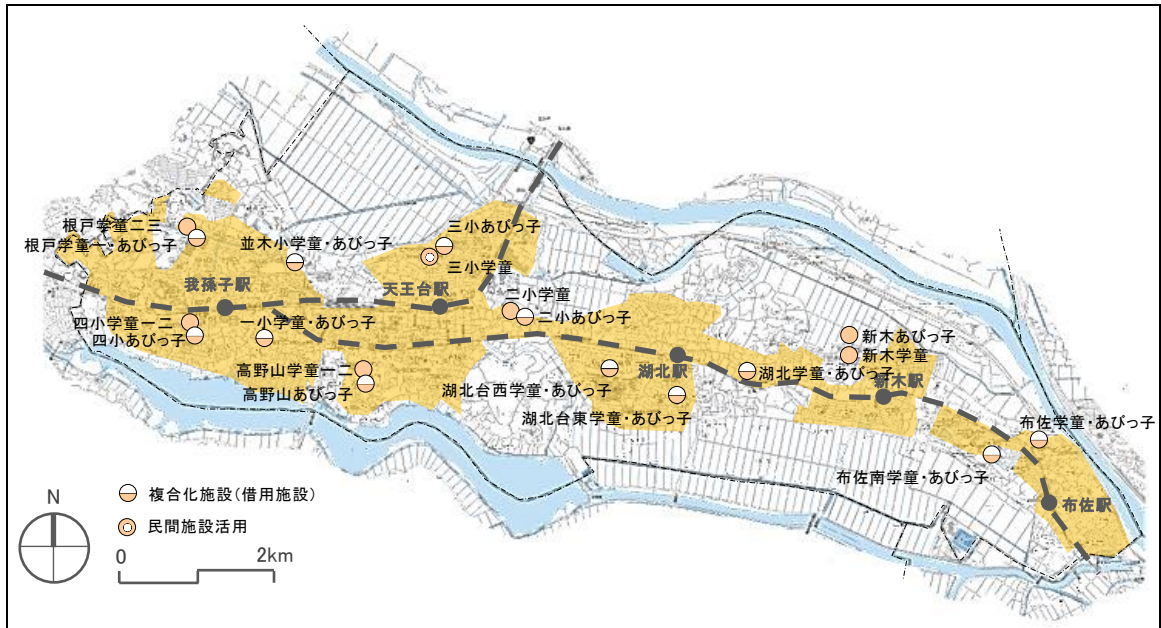 根戸学童二三
根戸学童一・あびっ子
並木小学童・あびっ子
三小あびっ子
三小学童
我孫子駅
天王台駅
二小学童
二小あびっ子
四小学童一二
四小あびっ子
一小学童・あびっ子
高野山学童一二
高野山あびっ子
湖北台西学童・あびっ子
湖北駅
湖北台東学童・あびっ子
湖北学童・あびっ子
新木あびっ子
新木学童
新木駅
布佐学童・あびっ子
布佐南学童・あびっ子
布佐駅
N
複合化施設(借用施設)
民間施設活用
0 2km